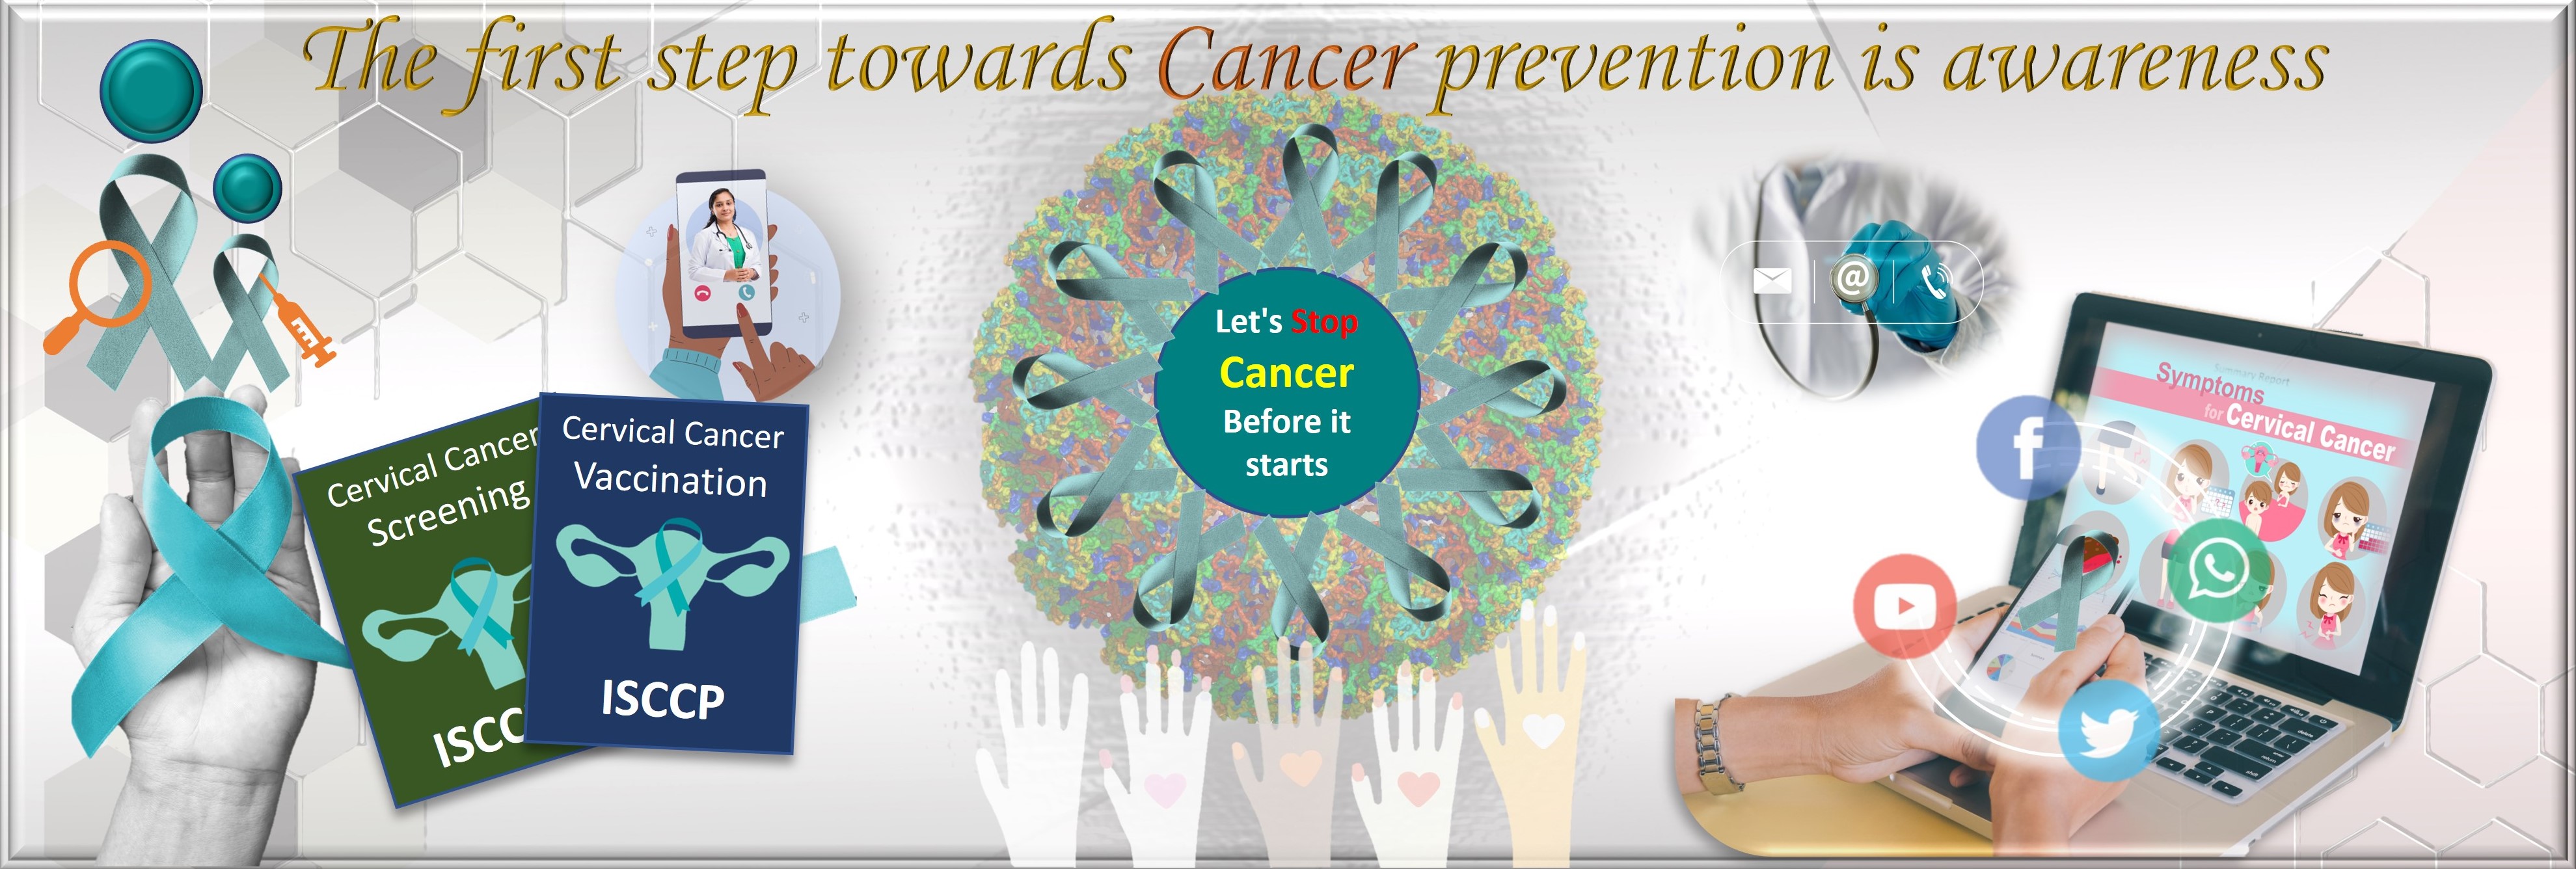 The first step towards Cancer prevention is awareness
Cervical Cancer
Screening
ISCC
Cervical Cancer
Vaccination
ISCCP
Let's Stop
Cancer
Before it
starts
@
Summary Report
Symptoms
for Cervical Cancer
f